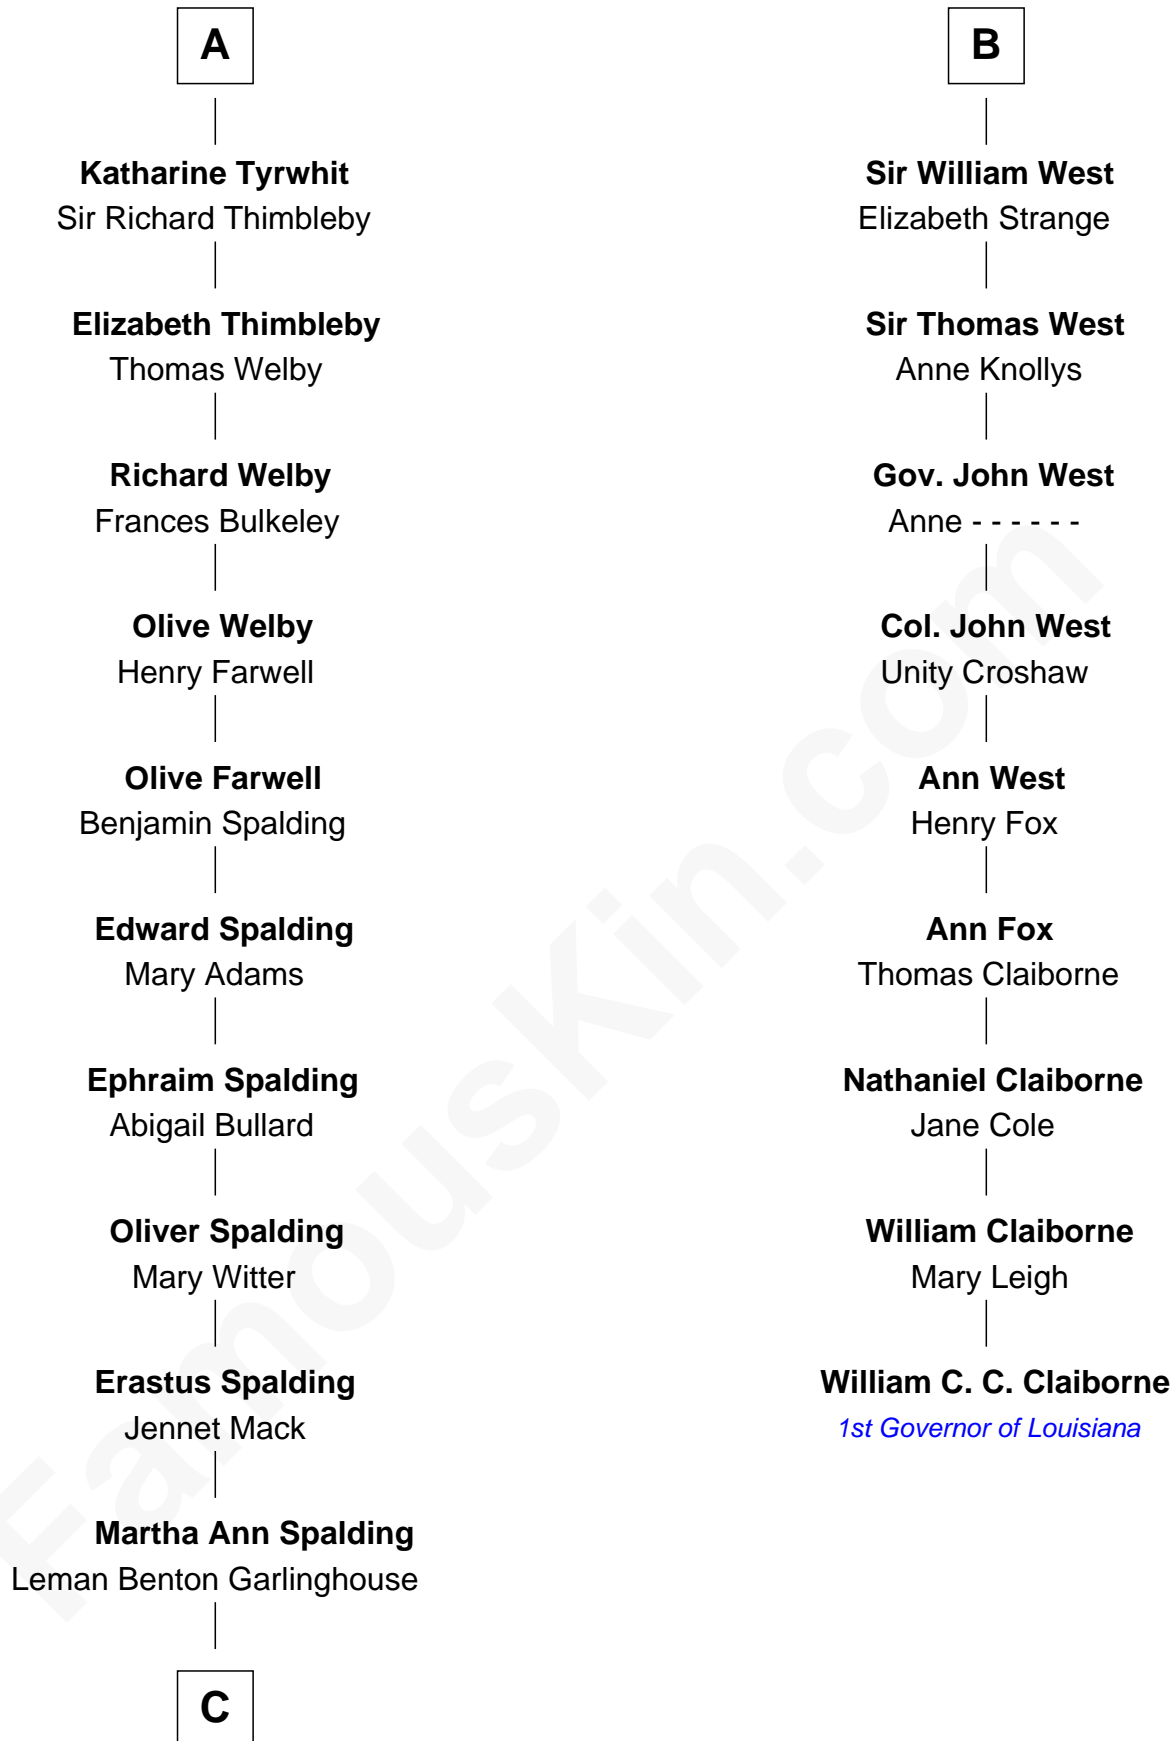 A
Katharine Tyrwhit
Sir Richard Thimbleby
Elizabeth Thimbleby
Thomas Welby
Richard Welby
Frances Bulkeley
Olive Welby
Henry Farwell
Olive Farwell
Benjamin Spalding
Edward Spalding
Mary Adams
Ephraim Spalding
Abigail Bullard
Oliver Spalding
Mary Witter
Erastus Spalding
Jennet Mack
Martha Ann Spalding
Leman Benton Garlinghouse
C
B
Sir William West
Elizabeth Strange
Sir Thomas West
Anne Knollys
Gov. John West
Anne - - - - - -
Col. John West
Unity Croshaw
Ann West
Henry Fox
Ann Fox
Thomas Claiborne
Nathaniel Claiborne
Jane Cole
William Claiborne
Mary Leigh
William C. C. Claiborne
1st Governor of Louisiana
FamousKin.com